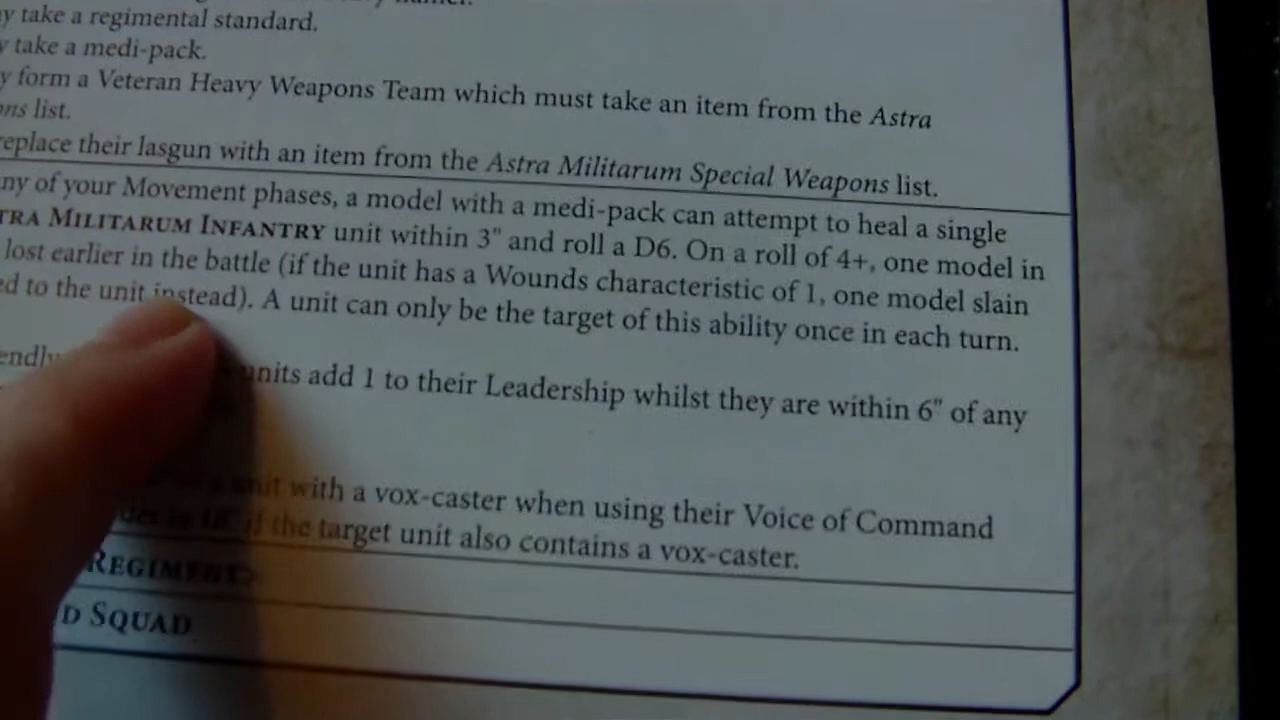 y take a regimental standard.
y take a medi-pack.
y form a Veteran Heavy Weapons Team which must take an item from the Astra
ons list.
replace their lasgun with an item from the Astra Militarum Special Weapons list.
ny of your Movement phases, a model with a medi-pack can attempt to heal a single
TRA MILITARUM INFANTRY unit within 3" and roll a D6. On a roll of 4+, one model in
lost earlier in the battle (if the unit has a Wounds characteristic of 1, one model slain
ed to the unit instead). A unit can only be the target of this ability once in each turn.
endly units add 1 to their Leadership whilst they are within 6" of any
unit with a vox-caster when using their Voice of Command
if the target unit also contains a vox-caster.
REGIMENT>
D SQUAD